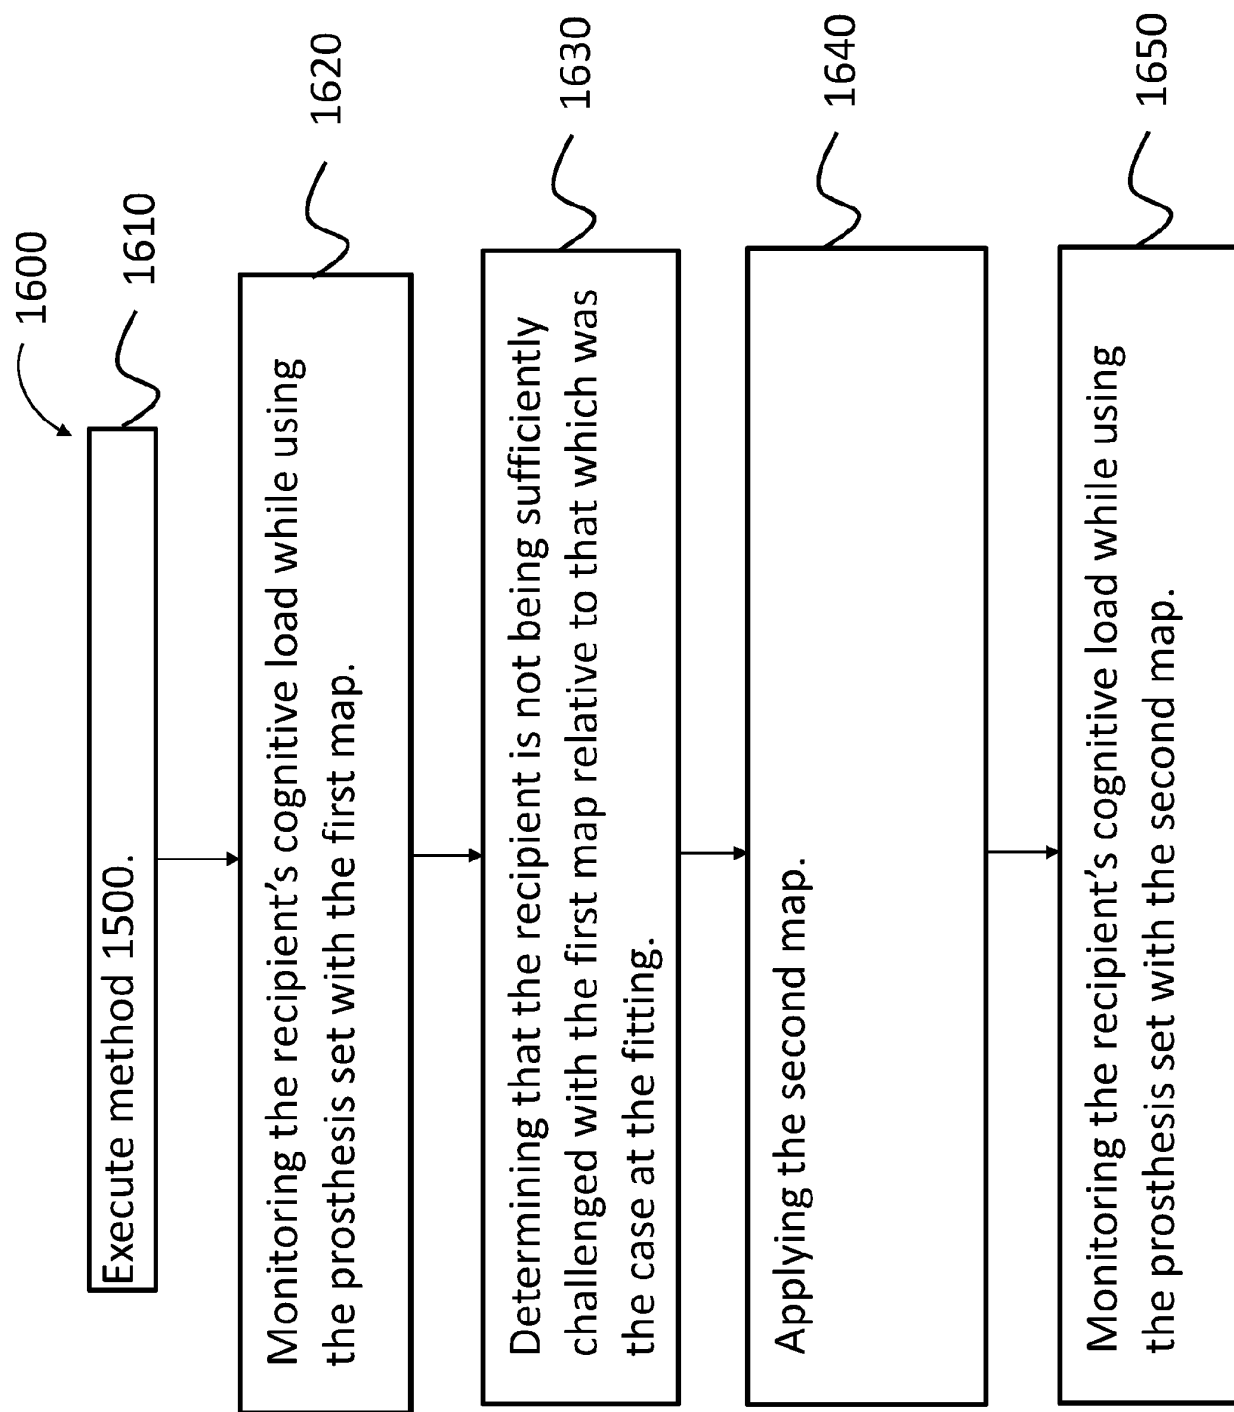 1600
1610
Execute method 1500.
1620
Monitoring the recipient’s cognitive load while using
the prosthesis set with the first map.
1630
Determining that the recipient is not being sufficiently
challenged with the first map relative to that which was
the case at the fitting.
1640
Applying the second map.
1650
Monitoring the recipient’s cognitive load while using
the prosthesis set with the second map.